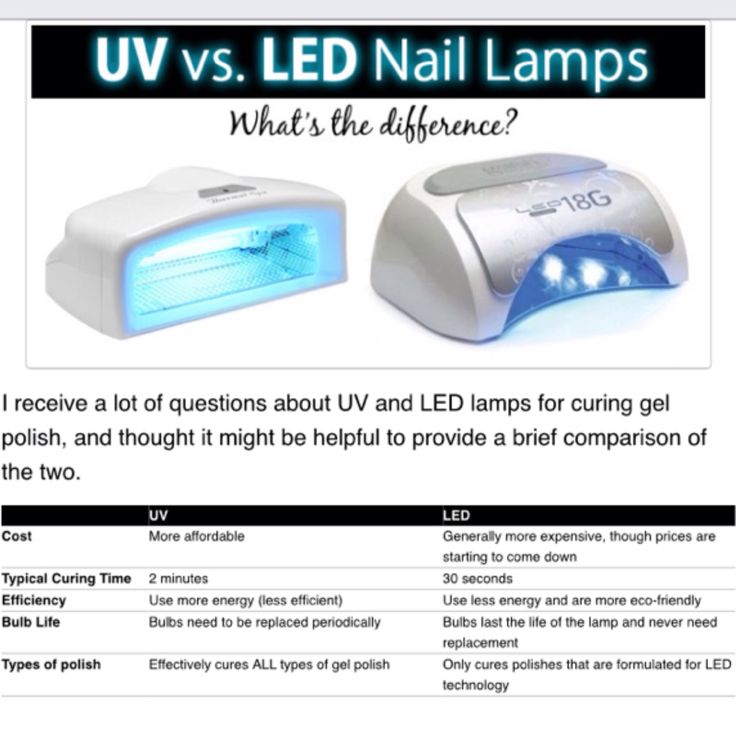 UV vs. LED Nail Lamps
What's the difference?
Thermal Spa
LED 18G
I receive a lot of questions about UV and LED lamps for curing gel
polish, and thought it might be helpful to provide a brief comparison of
the two.
UV LED
Cost More affordable Generally more expensive, though prices are
starting to come down
Typical Curing Time 2 minutes 30 seconds
Efficiency Use more energy (less efficient) Use less energy and are more eco-friendly
Bulb Life Bulbs need to be replaced periodically Bulbs last the life of the lamp and never need
replacement
Types of polish Effectively cures ALL types of gel polish Only cures polishes that are formulated for LED
technology